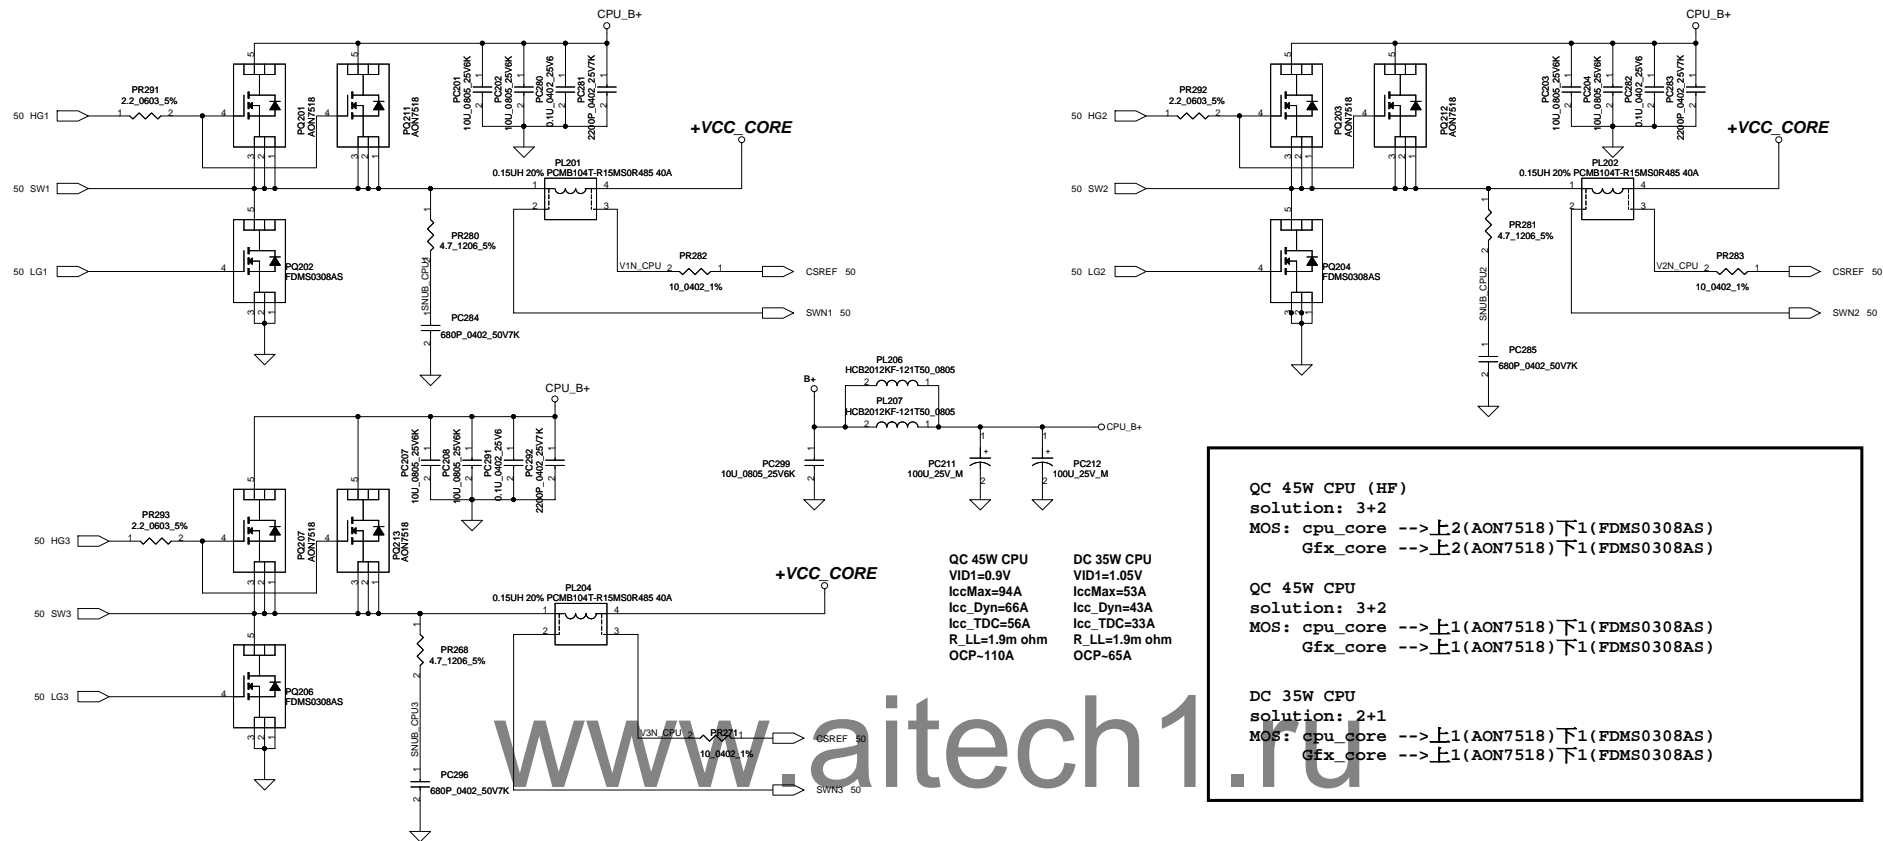 CPU_B+
PR291
2.2_0603_5%
50 HG1
1 2
PQ201
AON7518
PQ211
AON7518
PC201
10U_0805_25V6K
PC202
10U_0805_25V6K
PC280
0.1U_0402_25V6
PC281
2200P_0402_25V7K
+VCC_CORE
PL201
0.15UH 20% PCMB104T-R15MS0R485 40A
50 SW1
PR280
4.7_1206_5%
50 LG1
PQ202
FDMS0308AS
SNUB_CPU1
V1N_CPU
PR282
10_0402_1%
CSREF 50
SWN1 50
PC284
680P_0402_50V7K
CPU_B+
PR292
2.2_0603_5%
50 HG2
PQ203
AON7518
PQ212
AON7518
PC203
10U_0805_25V6K
PC204
10U_0805_25V6K
PC282
0.1U_0402_25V6
PC283
2200P_0402_25V7K
+VCC_CORE
PL202
0.15UH 20% PCMB104T-R15MS0R485 40A
50 SW2
PR281
4.7_1206_5%
50 LG2
PQ204
FDMS0308AS
SNUB_CPU2
V2N_CPU
PR283
10_0402_1%
CSREF 50
SWN2 50
PC285
680P_0402_50V7K
CPU_B+
PR293
2.2_0603_5%
50 HG3
PQ207
AON7518
PQ213
AON7518
PC207
10U_0805_25V6K
PC208
10U_0805_25V6K
PC291
0.1U_0402_25V6
PC292
2200P_0402_25V7K
+VCC_CORE
PL204
0.15UH 20% PCMB104T-R15MS0R485 40A
50 SW3
PR268
4.7_1206_5%
50 LG3
PQ206
FDMS0308AS
SNUB_CPU3
V3N_CPU
PR271
10_0402_1%
CSREF 50
SWN3 50
PC296
680P_0402_50V7K
PL206
HCB2012KF-121T50_0805
B+
PL207
HCB2012KF-121T50_0805
CPU_B+
PC299
10U_0805_25V6K
PC211
100U_25V_M
PC212
100U_25V_M
QC 45W CPU
VID1=0.9V
IccMax=94A
Icc_Dyn=66A
Icc_TDC=56A
R_LL=1.9m ohm
OCP~110A
DC 35W CPU
VID1=1.05V
IccMax=53A
Icc_Dyn=43A
Icc_TDC=33A
R_LL=1.9m ohm
OCP~65A
QC 45W CPU (HF)
solution: 3+2
MOS: cpu_core -->上2(AON7518)下1(FDMS0308AS)
Gfx_core -->上2(AON7518)下1(FDMS0308AS)
QC 45W CPU
solution: 3+2
MOS: cpu_core -->上1(AON7518)下1(FDMS0308AS)
Gfx_core -->上1(AON7518)下1(FDMS0308AS)
DC 35W CPU
solution: 2+1
MOS: cpu_core -->上1(AON7518)下1(FDMS0308AS)
Gfx_core -->上1(AON7518)下1(FDMS0308AS)
www.aitech1.ru